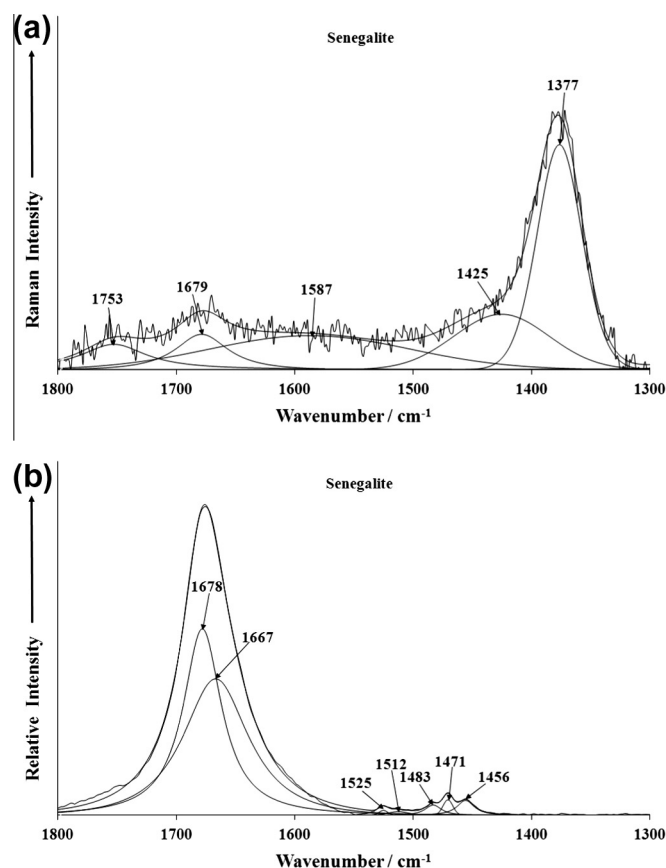 (a)
Senegalite
1377
1425
1587
1679
1753
Raman Intensity
1800 1700 1600 1500 1400 1300
Wavenumber / cm-1
(b)
Senegalite
1678
1667
1525
1512
1483
1471
1456
Relative Intensity
1800 1700 1600 1500 1400 1300
Wavenumber / cm-1